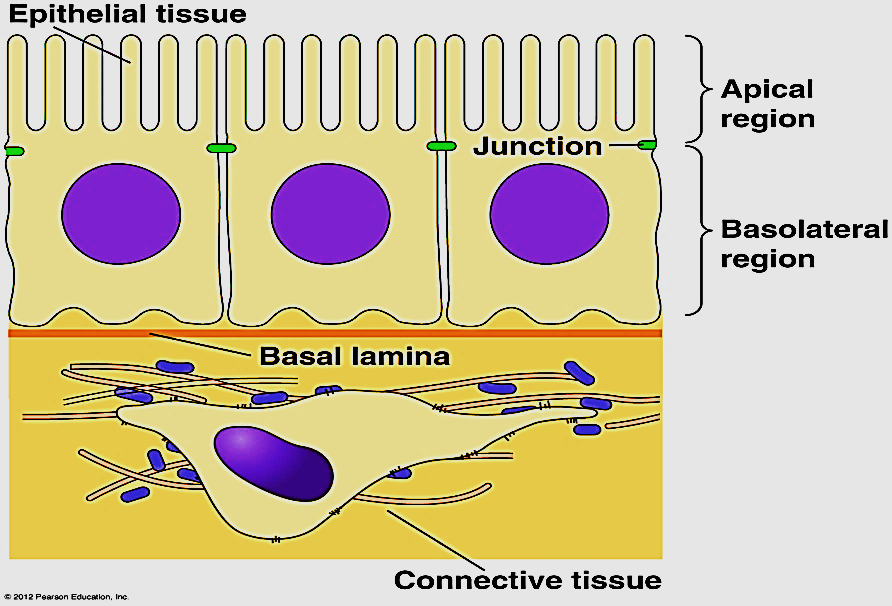 Epithelial tissue
Apical
region
Junction
Basolateral
region
Basal lamina
Connective tissue
© 2012 Pearson Education, Inc.